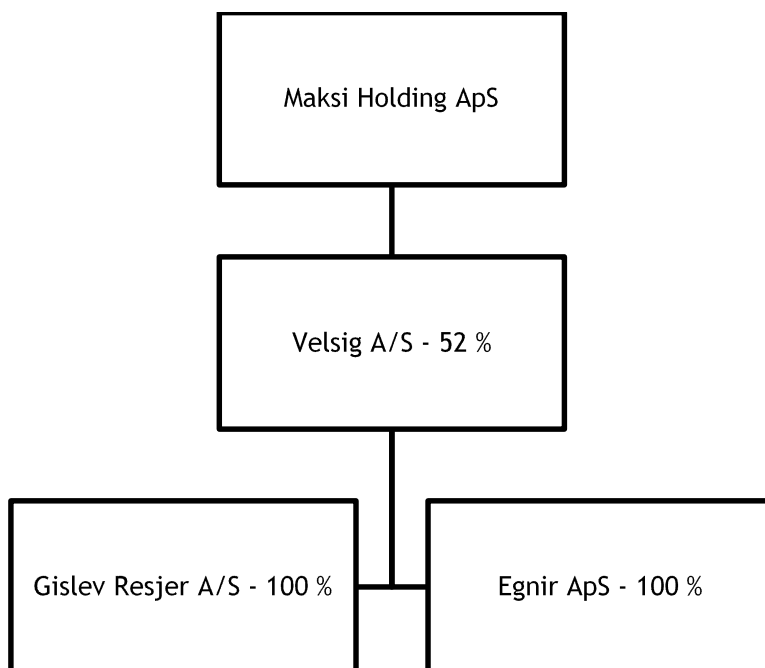 Maksi Holding ApS
Velsig A/S - 52 %
Gislev Resjer A/S - 100 %
Egnir ApS - 100 %